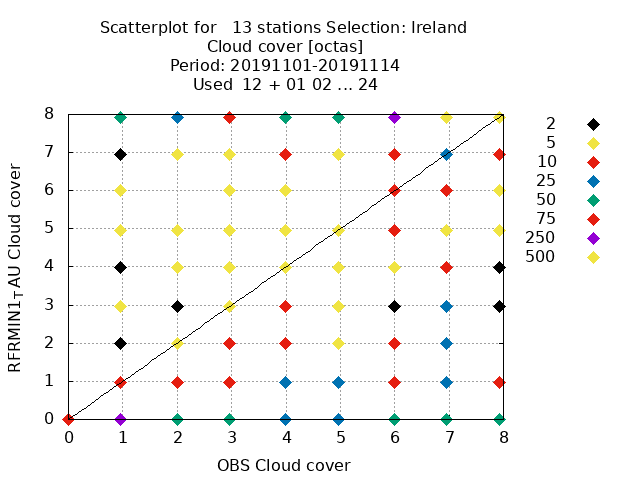 Scatterplot for 13 stations Selection: Ireland
Cloud cover [octas]
Period: 20191101-20191114
Used 12 + 01 02 ... 24
8
7
6
5
4
3
2
1
0
0 1 2 3 4 5 6 7 8
RFRMIN1TAU Cloud cover
OBS Cloud cover
2
5
10
25
50
75
250
500